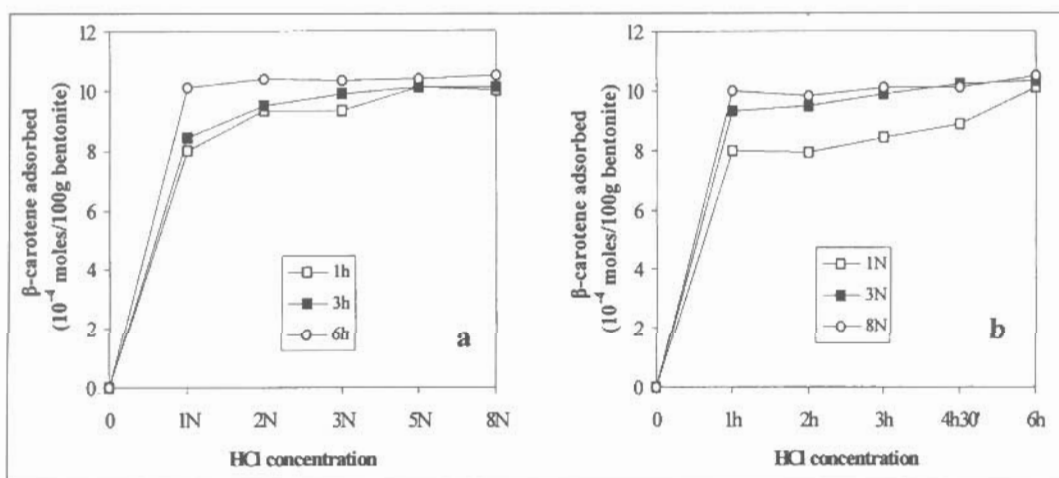 β-carotene adsorbed
(10⁻⁴ moles/100g bentonite)
12
10
8
6
4
2
0
1h
3h
6h
a
0 1N 2N 3N 5N 8N
HCl concentration
β-carotene adsorbed
(10⁻⁴ moles/100g bentonite)
12
10
8
6
4
2
0
1N
3N
8N
b
0 1h 2h 3h 4h30' 6h
HCl concentration